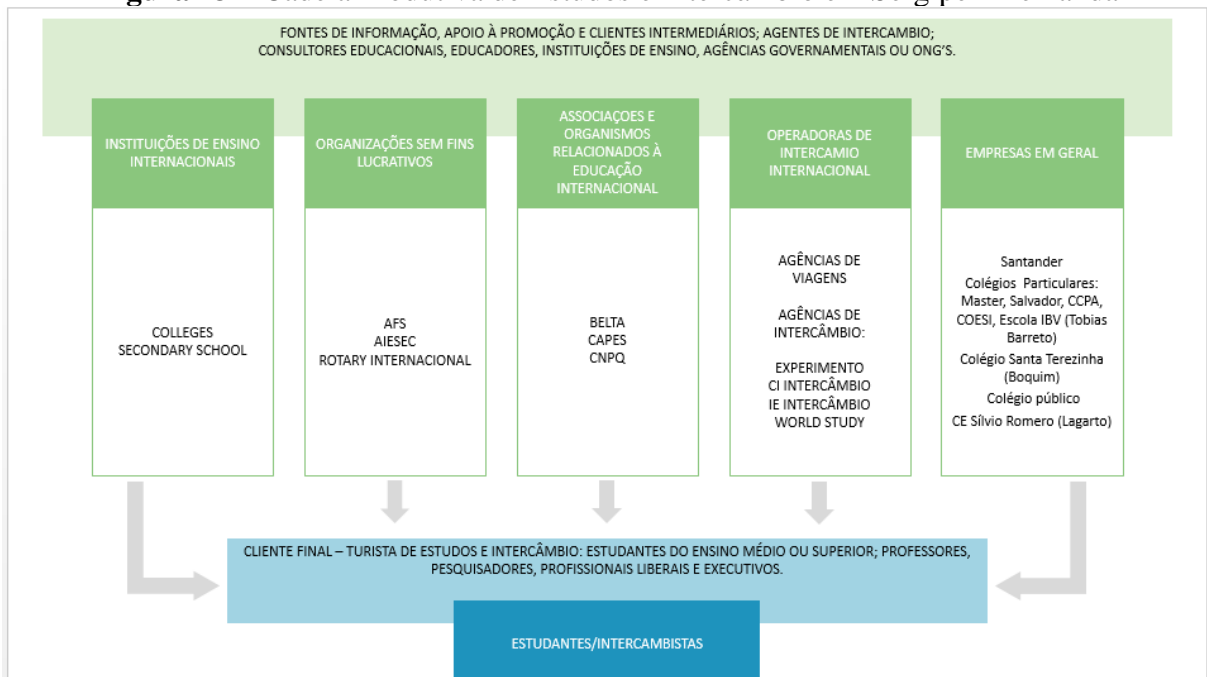 FONTES DE INFORMAÇÃO, APOIO À PROMOÇÃO E CLIENTES INTERMEDIÁRIOS; AGENTES DE INTERCAMBIO;
CONSULTORES EDUCACIONAIS, EDUCADORES, INSTITUIÇÕES DE ENSINO, AGÊNCIAS GOVERNAMENTAIS OU ONG'S.
INSTITUIÇÕES DE ENSINO
INTERNACIONAIS
COLLEGES
SECONDARY SCHOOL
ORGANIZAÇÕES SEM FINS
LUCRATIVOS
AFS
AIESEC
ROTARY INTERNACIONAL
ASSOCIAÇOES E
ORGANISMOS
RELACIONADOS À
EDUCAÇÃO
INTERNACIONAL
BELTA
CAPES
CNPQ
OPERADORAS DE
INTERCAMIO
INTERNACIONAL
AGÊNCIAS DE
VIAGENS
AGÊNCIAS DE
INTERCÂMBIO:
EXPERIMENTO
CI INTERCÂMBIO
IE INTERCÂMBIO
WORLD STUDY
EMPRESAS EM GERAL
Santander
Colégios Particulares:
Master, Salvador, CCPA,
COESI, Escola IBV (Tobias
Barreto)
Colégio Santa Terezinha
(Boquim)
Colégio público
CE Sílvio Romero (Lagarto)
CLIENTE FINAL – TURISTA DE ESTUDOS E INTERCÂMBIO: ESTUDANTES DO ENSINO MÉDIO OU SUPERIOR; PROFESSORES,
PESQUISADORES, PROFISSIONAIS LIBERAIS E EXECUTIVOS.
ESTUDANTES/INTERCAMBISTAS